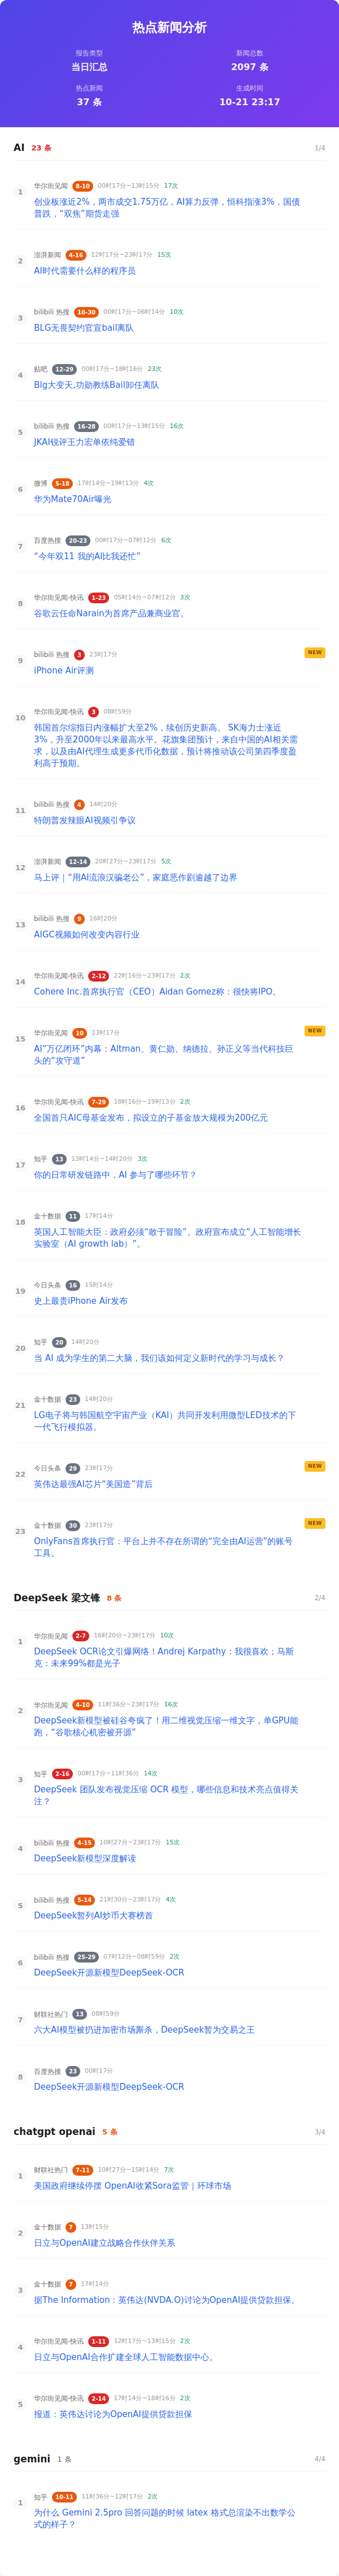 热点新闻分析
报告类型
当日汇总
新闻总数
2097 条
热点新闻
37 条
生成时间
10-21 23:17
AI 23 条 1/4
1
华尔街见闻 8-10 00时17分~13时15分 17次
创业板涨近2%，两市成交1.75万亿，AI算力反弹，恒科指涨3%，国债
普跌，“双焦”期货走强
2
澎湃新闻 4-16 12时17分~23时17分 15次
AI时代需要什么样的程序员
3
bilibili 热搜 10-30 00时17分~06时14分 10次
BLG无畏契约官宣bail离队
4
贴吧 12-29 00时17分~18时16分 23次
Blg大变天,功勋教练Bail卸任离队
5
bilibili 热搜 16-28 00时17分~13时15分 16次
JKAI锐评王力宏单依纯爱错
6
微博 5-18 17时14分~19时13分 4次
华为Mate70Air曝光
7
百度热搜 20-23 00时17分~07时12分 6次
“今年双11 我的AI比我还忙”
8
华尔街见闻-快讯 1-23 05时14分~07时12分 3次
谷歌云任命Narain为首席产品兼商业官。
9
bilibili 热搜 3 23时17分 NEW
iPhone Air评测
10
华尔街见闻-快讯 3 08时59分
韩国首尔综指日内涨幅扩大至2%，续创历史新高。 SK海力士涨近
3%，升至2000年以来最高水平。花旗集团预计，来自中国的AI相关需
求，以及由AI代理生成更多代币化数据，预计将推动该公司第四季度盈
利高于预期。
11
bilibili 热搜 4 14时20分
特朗普发辣眼AI视频引争议
12
澎湃新闻 12-14 20时27分~23时17分 5次
马上评｜“用AI流浪汉骗老公”，家庭恶作剧逾越了边界
13
bilibili 热搜 9 16时20分
AIGC视频如何改变内容行业
14
华尔街见闻-快讯 2-12 22时16分~23时17分 2次
Cohere Inc.首席执行官（CEO）Aidan Gomez称：很快将IPO。
15
华尔街见闻 10 23时17分 NEW
AI“万亿闭环”内幕：Altman、黄仁勋、纳德拉、孙正义等当代科技巨
头的“攻守道”
16
华尔街见闻-快讯 7-29 18时16分~19时13分 2次
全国首只AIC母基金发布，拟设立的子基金放大规模为200亿元
17
知乎 13 13时14分~14时20分 3次
你的日常研发链路中，AI 参与了哪些环节？
18
金十数据 11 17时14分
英国人工智能大臣：政府必须“敢于冒险”。政府宣布成立“人工智能增长
实验室（AI growth lab）”。
19
今日头条 16 15时14分
史上最贵iPhone Air发布
20
知乎 20 14时20分
当 AI 成为学生的第二大脑，我们该如何定义新时代的学习与成长？
21
金十数据 23 14时20分
LG电子将与韩国航空宇宙产业（KAI）共同开发利用微型LED技术的下
一代飞行模拟器。
22
今日头条 29 23时17分 NEW
英伟达最强AI芯片“美国造”背后
23
金十数据 30 23时17分 NEW
OnlyFans首席执行官：平台上并不存在所谓的“完全由AI运营”的账号
工具。
DeepSeek 梁文锋 8 条 2/4
1
华尔街见闻 2-7 16时20分~23时17分 10次
DeepSeek OCR论文引爆网络！Andrej Karpathy：我很喜欢；马斯
克：未来99%都是光子
2
华尔街见闻 4-10 11时36分~23时17分 16次
DeepSeek新模型被硅谷夸疯了！用二维视觉压缩一维文字，单GPU能
跑，“谷歌核心机密被开源”
3
知乎 2-16 00时17分~11时36分 14次
DeepSeek 团队发布视觉压缩 OCR 模型，哪些信息和技术亮点值得关
注？
4
bilibili 热搜 4-15 10时27分~23时17分 15次
DeepSeek新模型深度解读
5
bilibili 热搜 5-14 21时30分~23时17分 4次
DeepSeek暂列AI炒币大赛榜首
6
bilibili 热搜 25-29 07时12分~08时59分 2次
DeepSeek开源新模型DeepSeek-OCR
7
财联社热门 13 08时59分
六大AI模型被扔进加密市场厮杀，DeepSeek暂为交易之王
8
百度热搜 23 00时17分
DeepSeek开源新模型DeepSeek-OCR
chatgpt openai 5 条 3/4
1
财联社热门 7-11 10时27分~15时14分 7次
美国政府继续停摆 OpenAI收紧Sora监管｜环球市场
2
金十数据 7 13时15分
日立与OpenAI建立战略合作伙伴关系
3
金十数据 7 17时14分
据The Information：英伟达(NVDA.O)讨论为OpenAI提供贷款担保。
4
华尔街见闻-快讯 1-11 12时17分~13时15分 2次
日立与OpenAI合作扩建全球人工智能数据中心。
5
华尔街见闻-快讯 2-14 17时14分~18时16分 2次
报道：英伟达讨论为OpenAI提供贷款担保
gemini 1 条 4/4
1
知乎 10-11 11时36分~12时17分 2次
为什么 Gemini 2.5pro 回答问题的时候 latex 格式总渲染不出数学公
式的样子？